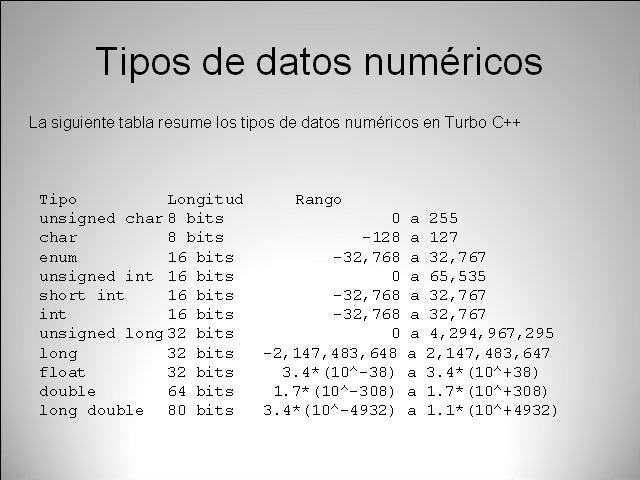 Tipos de datos numéricos
La siguiente tabla resume los tipos de datos numéricos en Turbo C++
Tipo Longitud Rango
unsigned char 8 bits 0 a 255
char 8 bits -128 a 127
enum 16 bits -32,768 a 32,767
unsigned int 16 bits 0 a 65,535
short int 16 bits -32,768 a 32,767
int 16 bits -32,768 a 32,767
unsigned long 32 bits 0 a 4,294,967,295
long 32 bits -2,147,483,648 a 2,147,483,647
float 32 bits 3.4*(10^-38) a 3.4*(10^+38)
double 64 bits 1.7*(10^-308) a 1.7*(10^+308)
long double 80 bits 3.4*(10^-4932) a 1.1*(10^+4932)